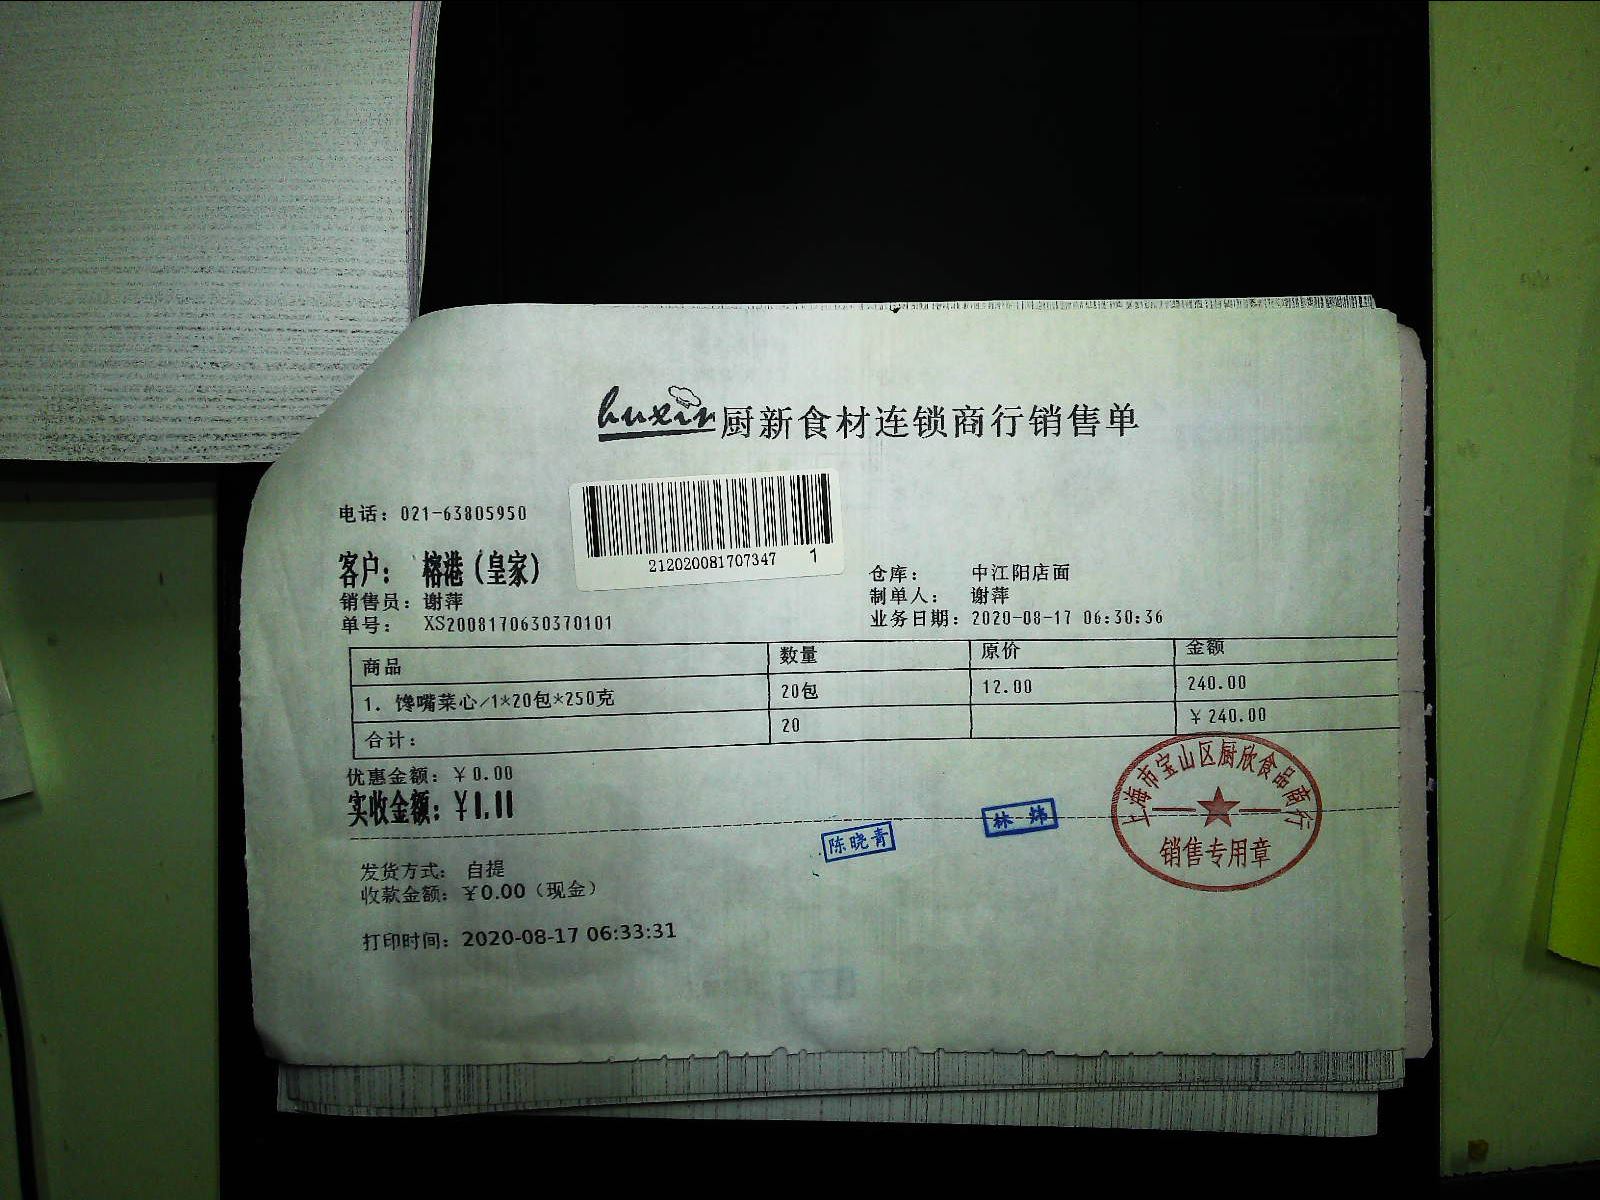 huxin厨新食材连锁商行销售单
电话：021-63805950
212020081707347 1
客户： 榕港（皇家）
销售员：谢萍
单号： XS2008170630370101
仓库： 中江阳店面
制单人： 谢萍
业务日期：2020-08-17 06:30:36
商品 数量 原价 金额
1. 馋嘴菜心/1*20包*250克 20包 12.00 240.00
合计： 20 ￥240.00
优惠金额：￥0.00
实收金额：￥
陈晓青
林 炜
上海市宝山区厨欣食品商行
销售专用章
发货方式： 自提
收款金额：￥0.00（现金）
打印时间：2020-08-17 06:33:31